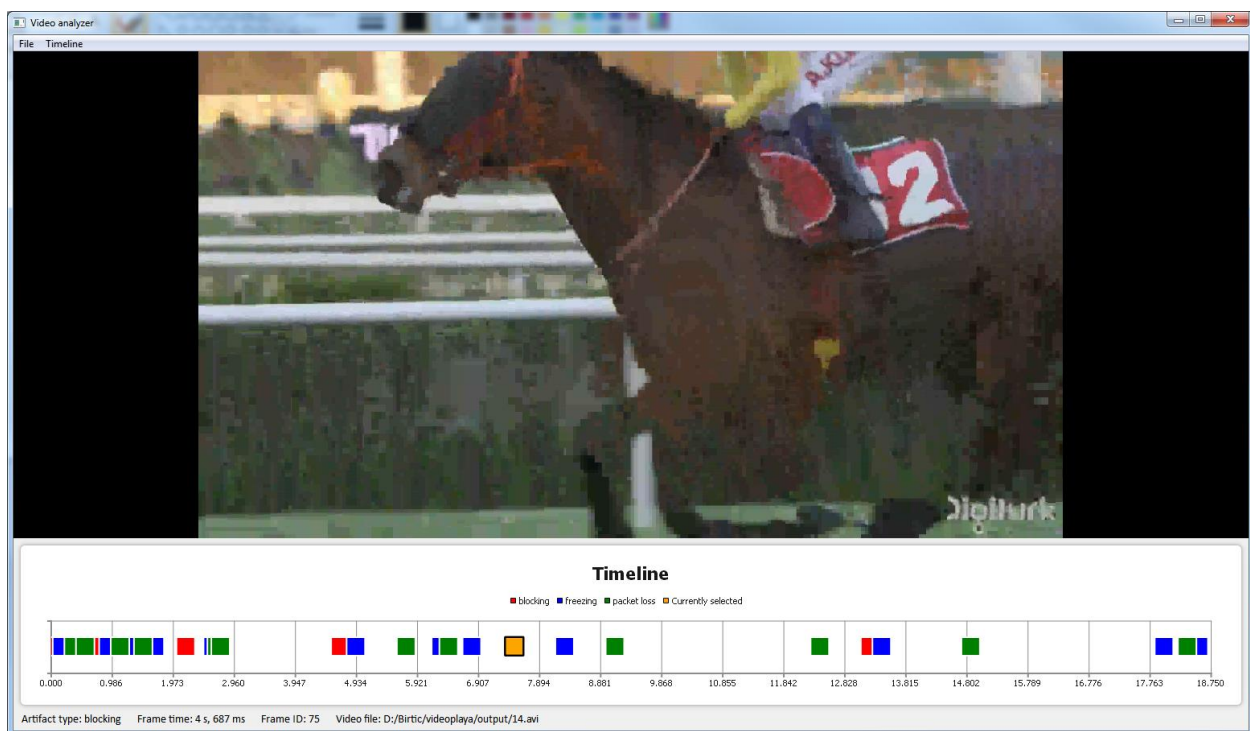 Video analyzer
File Timeline
A.KU
2
Digiturk
Timeline
blocking freezing packet loss Currently selected
0.000 0.986 1.973 2.960 3.947 4.934 5.921 6.907 7.894 8.881 9.868 10.855 11.842 12.828 13.815 14.802 15.789 16.776 17.763 18.750
Artifact type: blocking Frame time: 4 s, 687 ms Frame ID: 75 Video file: D:/Birtic/videoplaya/output/14.avi